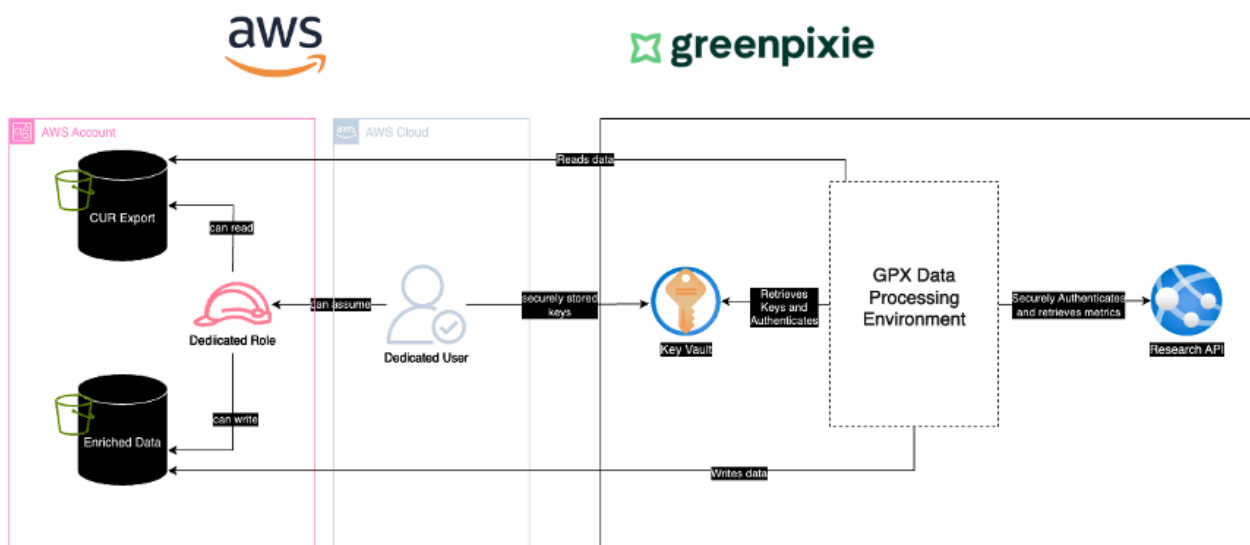 aws
greenpixie
AWS Account
aws
AWS Cloud
Reads data
CUR Export
can read
GPX Data
Processing
Environment
can assume
securely stored
keys
Retrieves
Keys and
Authenticates
Securely Authenticates
and retrieves metrics
Dedicated Role
Dedicated User
Key Vault
Research API
can write
Enriched Data
Writes data